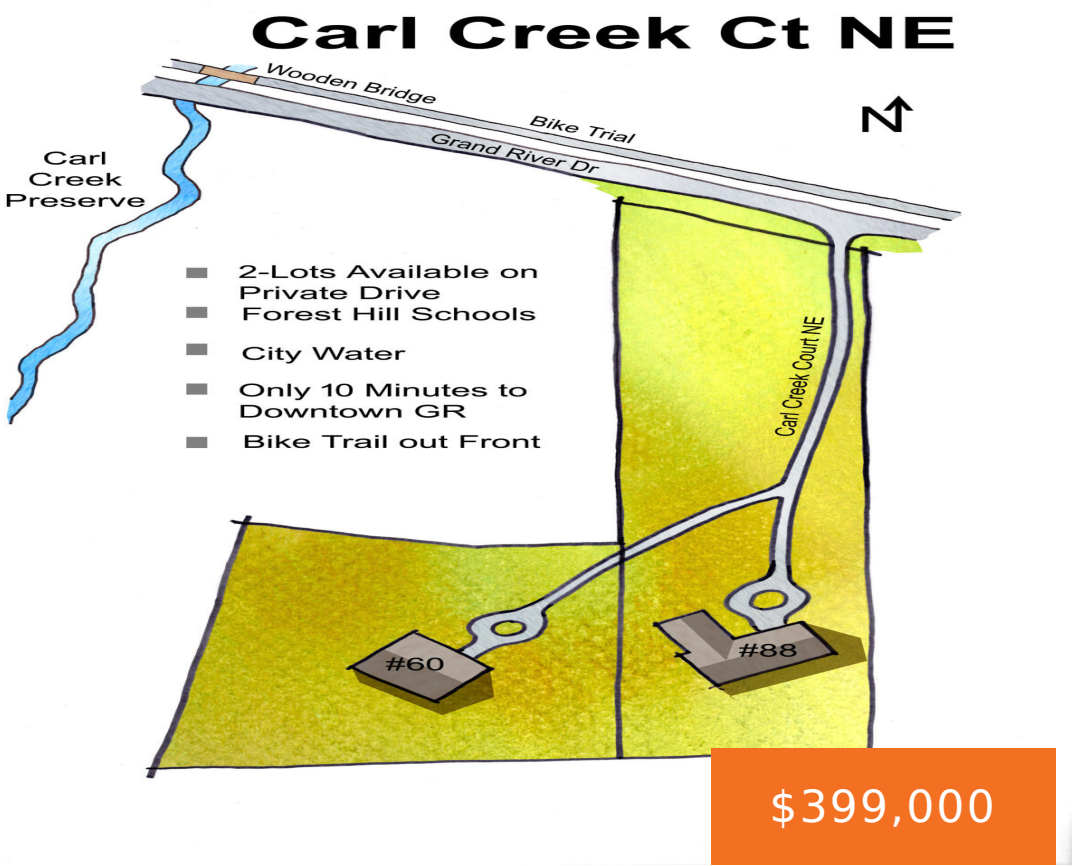 Carl Creek Ct NE
Wooden Bridge
Bike Trial
N
Grand River Dr
Carl
Creek
Preserve
2-Lots Available on
Private Drive
Forest Hill Schools
City Water
Only 10 Minutes to
Downtown GR
Bike Trail out Front
Carl Creek Court NE
#60
#88
$399,000